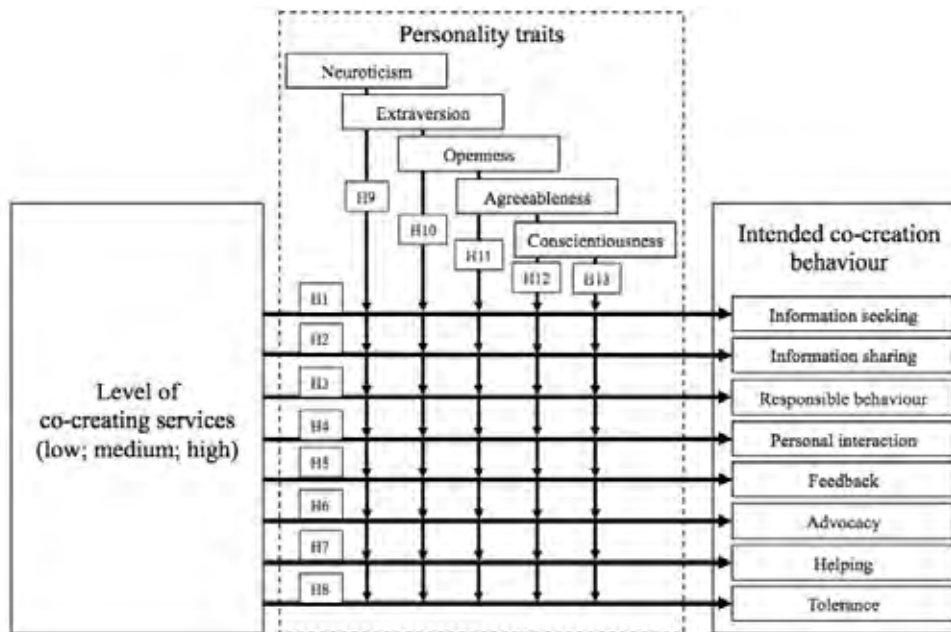 Personality traits
Neuroticism
Extraversion
Openness
Agreeableness
Conscientiousness
H9
H10
H11
H12
H13
Level of
co-creating services
(low; medium; high)
H1
H2
H3
H4
H5
H6
H7
H8
Intended co-creation
behaviour
Information seeking
Information sharing
Responsible behaviour
Personal interaction
Feedback
Advocacy
Helping
Tolerance